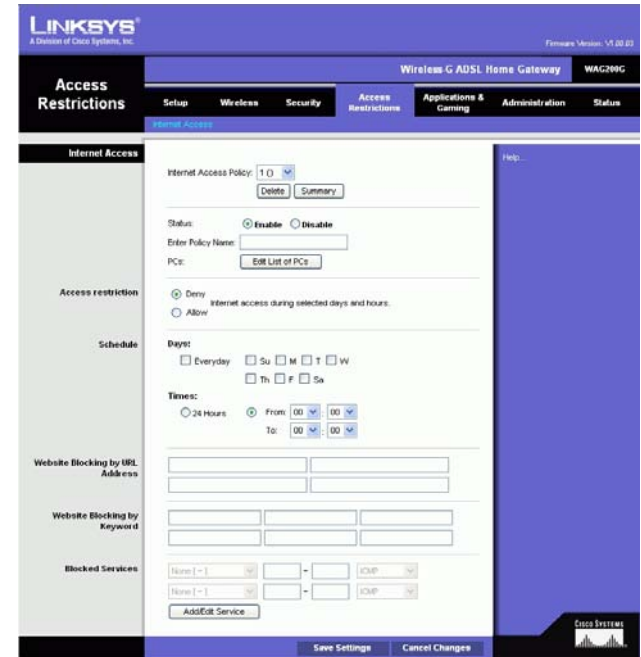 LINKSYS®
A Division of Cisco Systems, Inc.
Firmware Version: V1.00.03
Wireless-G ADSL Home Gateway WAG200G
Access Restrictions
Setup Wireless Security Access Restrictions Applications & Gaming Administration Status
Internet Access
Internet Access
Help...
Internet Access Policy: 1 ()
Delete Summary
Status: Enable Disable
Enter Policy Name:
PCs: Edit List of PCs
Access restriction
Deny
Internet access during selected days and hours.
Allow
Schedule
Days:
Everyday Su M T W
Th F Sa
Times:
24 Hours From: 00 : 00
To: 00 : 00
Website Blocking by URL Address
Website Blocking by Keyword
Blocked Services
None [ - ] - ICMP
None [ - ] - ICMP
Add/Edit Service
Save Settings Cancel Changes
CISCO SYSTEMS